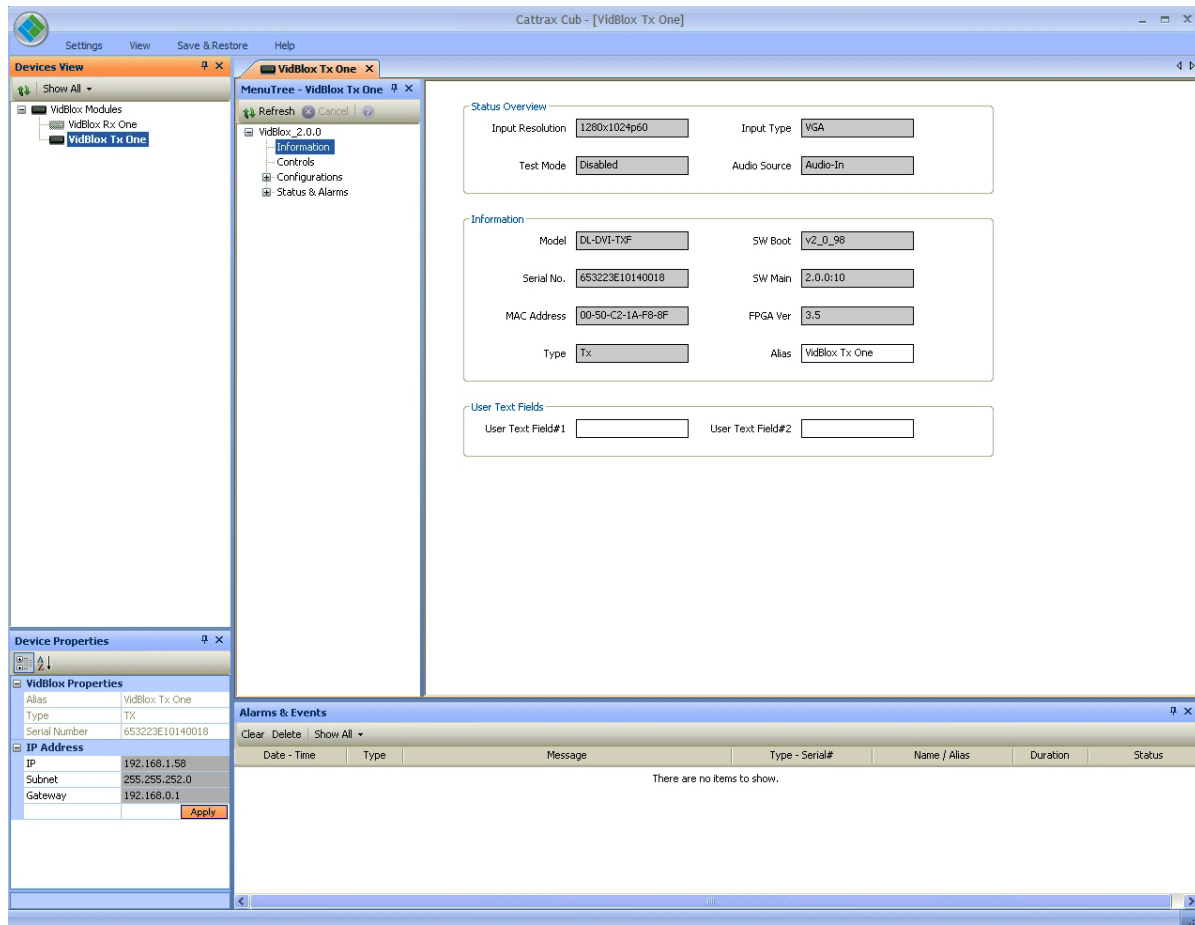 Cattrax Cub - [VidBlox Tx One]
Settings View Save & Restore Help
Devices View
Show All
VidBlox Modules
VidBlox Rx One
VidBlox Tx One
VidBlox Tx One
MenuTree - VidBlox Tx One
Refresh Cancel
VidBlox_2.0.0
Information
Controls
Configurations
Status & Alarms
Status Overview
Input Resolution 1280x1024p60 Input Type VGA
Test Mode Disabled Audio Source Audio-In
Information
Model DL-DVI-TXF SW Boot v2_0_98
Serial No. 653223E10140018 SW Main 2.0.0:10
MAC Address 00-50-C2-1A-F8-8F FPGA Ver 3.5
Type Tx Alias VidBlox Tx One
User Text Fields
User Text Field#1 User Text Field#2
Device Properties
VidBlox Properties
Alias VidBlox Tx One
Type TX
Serial Number 653223E10140018
IP Address
IP 192.168.1.58
Subnet 255.255.252.0
Gateway 192.168.0.1
Apply
Alarms & Events
Clear Delete Show All
Date - Time Type Message Type - Serial# Name / Alias Duration Status
There are no items to show.